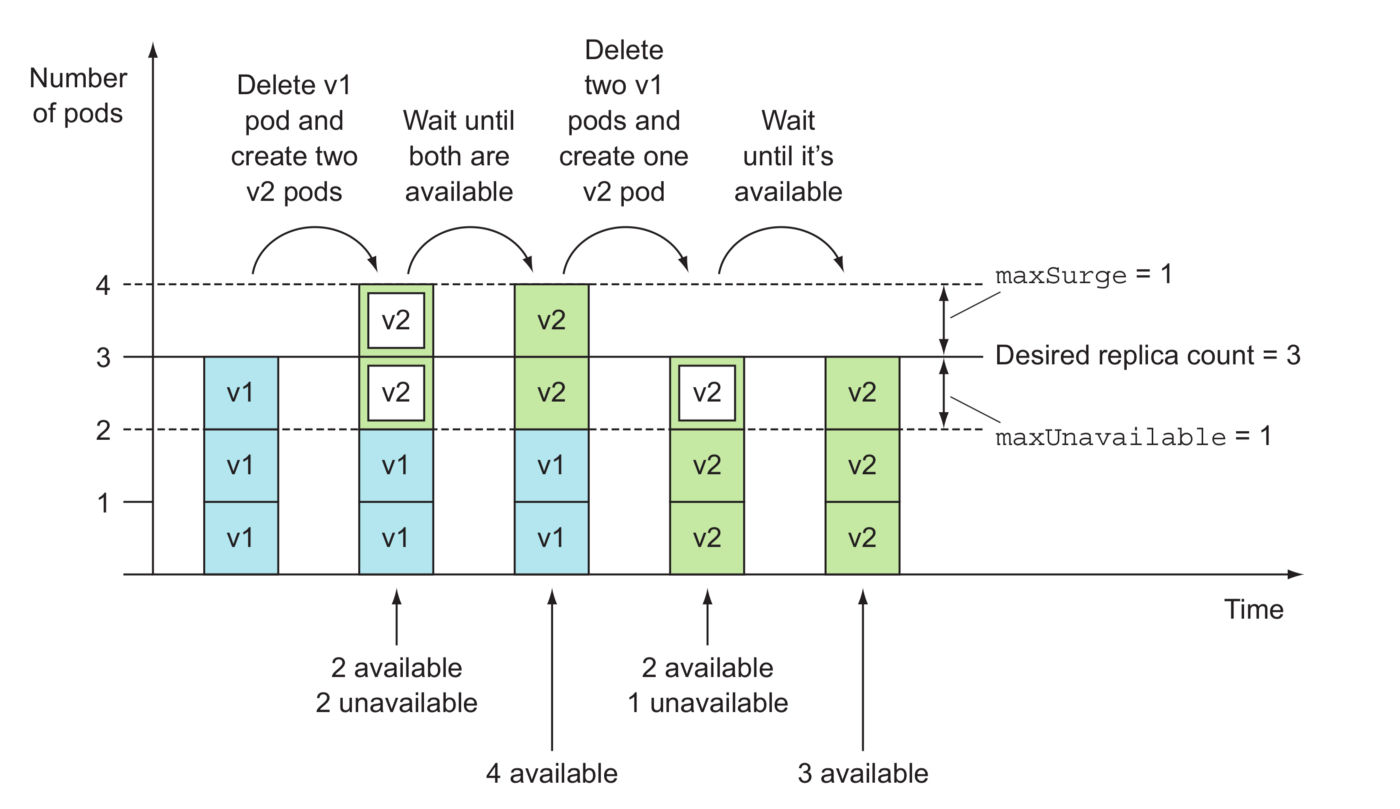 Number
of pods
Delete v1
pod and
create two
v2 pods
Wait until
both are
available
Delete
two v1
pods and
create one
v2 pod
Wait
until it’s
available
4
3
2
1
v1
v1
v1
v2
v2
v1
v1
v2
v2
v1
v1
v2
v2
v2
v2
v2
v2
maxSurge = 1
Desired replica count = 3
maxUnavailable = 1
Time
2 available
2 unavailable
4 available
2 available
1 unavailable
3 available